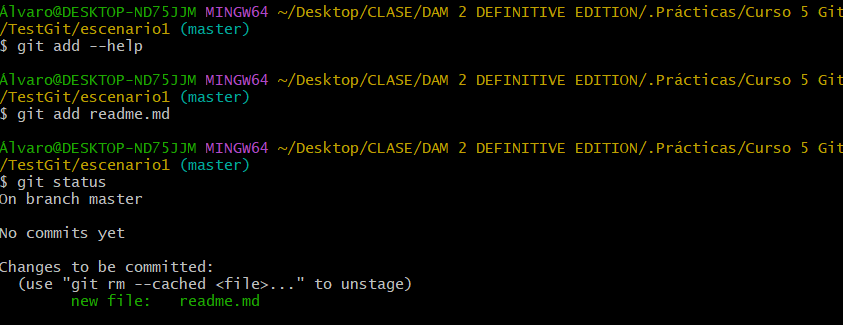 Álvaro@DESKTOP-ND75JJM MINGW64 ~/Desktop/CLASE/DAM 2 DEFINITIVE EDITION/.Prácticas/Curso 5 Git
/TestGit/escenario1 (master)
$ git add --help
Álvaro@DESKTOP-ND75JJM MINGW64 ~/Desktop/CLASE/DAM 2 DEFINITIVE EDITION/.Prácticas/Curso 5 Git
/TestGit/escenario1 (master)
$ git add readme.md
Álvaro@DESKTOP-ND75JJM MINGW64 ~/Desktop/CLASE/DAM 2 DEFINITIVE EDITION/.Prácticas/Curso 5 Git
/TestGit/escenario1 (master)
$ git status
On branch master
No commits yet
Changes to be committed:
  (use "git rm --cached <file>..." to unstage)
        new file:   readme.md